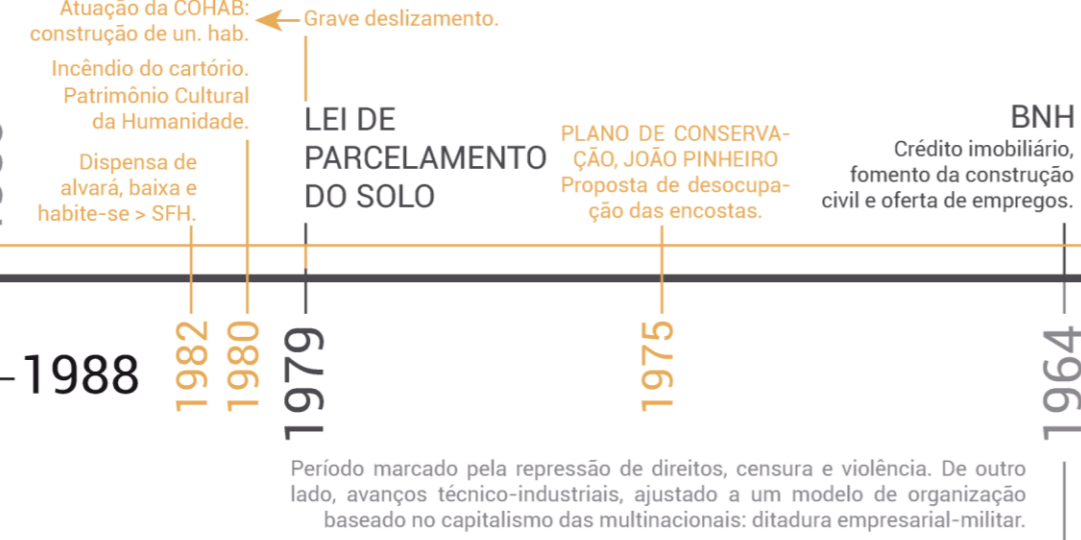 Atuação da COHAB:
construção de un. hab.
Grave deslizamento.
Incêndio do cartório.
Patrimônio Cultural
da Humanidade.
Dispensa de
alvará, baixa e
habite-se > SFH.
LEI DE
PARCELAMENTO
DO SOLO
PLANO DE CONSERVA-
ÇÃO, JOÃO PINHEIRO
Proposta de desocupa-
ção das encostas.
BNH
Crédito imobiliário,
fomento da construção
civil e oferta de empregos.
1988
1982
1980
1979
1975
1964
Período marcado pela repressão de direitos, censura e violência. De outro
lado, avanços técnico-industriais, ajustado a um modelo de organização
baseado no capitalismo das multinacionais: ditadura empresarial-militar.